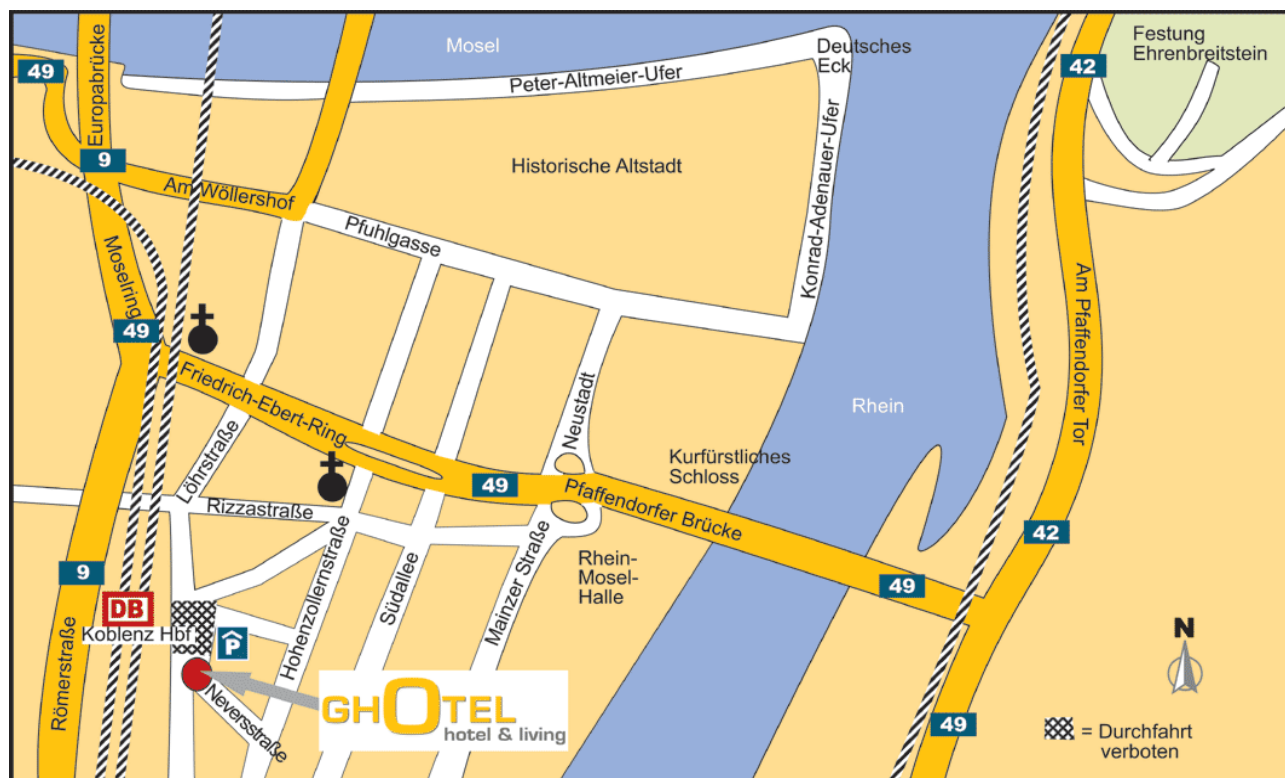 Mosel
Deutsches
Eck
Festung
Ehrenbreitstein
42
49
Europabrücke
Peter-Altmeier-Ufer
9
Am Wöllershof
Historische Altstadt
Konrad-Adenauer-Ufer
Pfuhlgasse
Moselring
49
Am Pfaffendorfer Tor
Friedrich-Ebert-Ring
Neustadt
Rhein
Löhrstraße
Kurfürstliches
Schloss
49
Pfaffendorfer Brücke
Rizzastraße
42
Hohenzollernstraße
Südallee
Mainzer Straße
Rhein-
Mosel-
Halle
9
49
DB
Koblenz Hbf
P
Römerstraße
Neversstraße
GHOTEL
hotel & living
N
49
= Durchfahrt
verboten